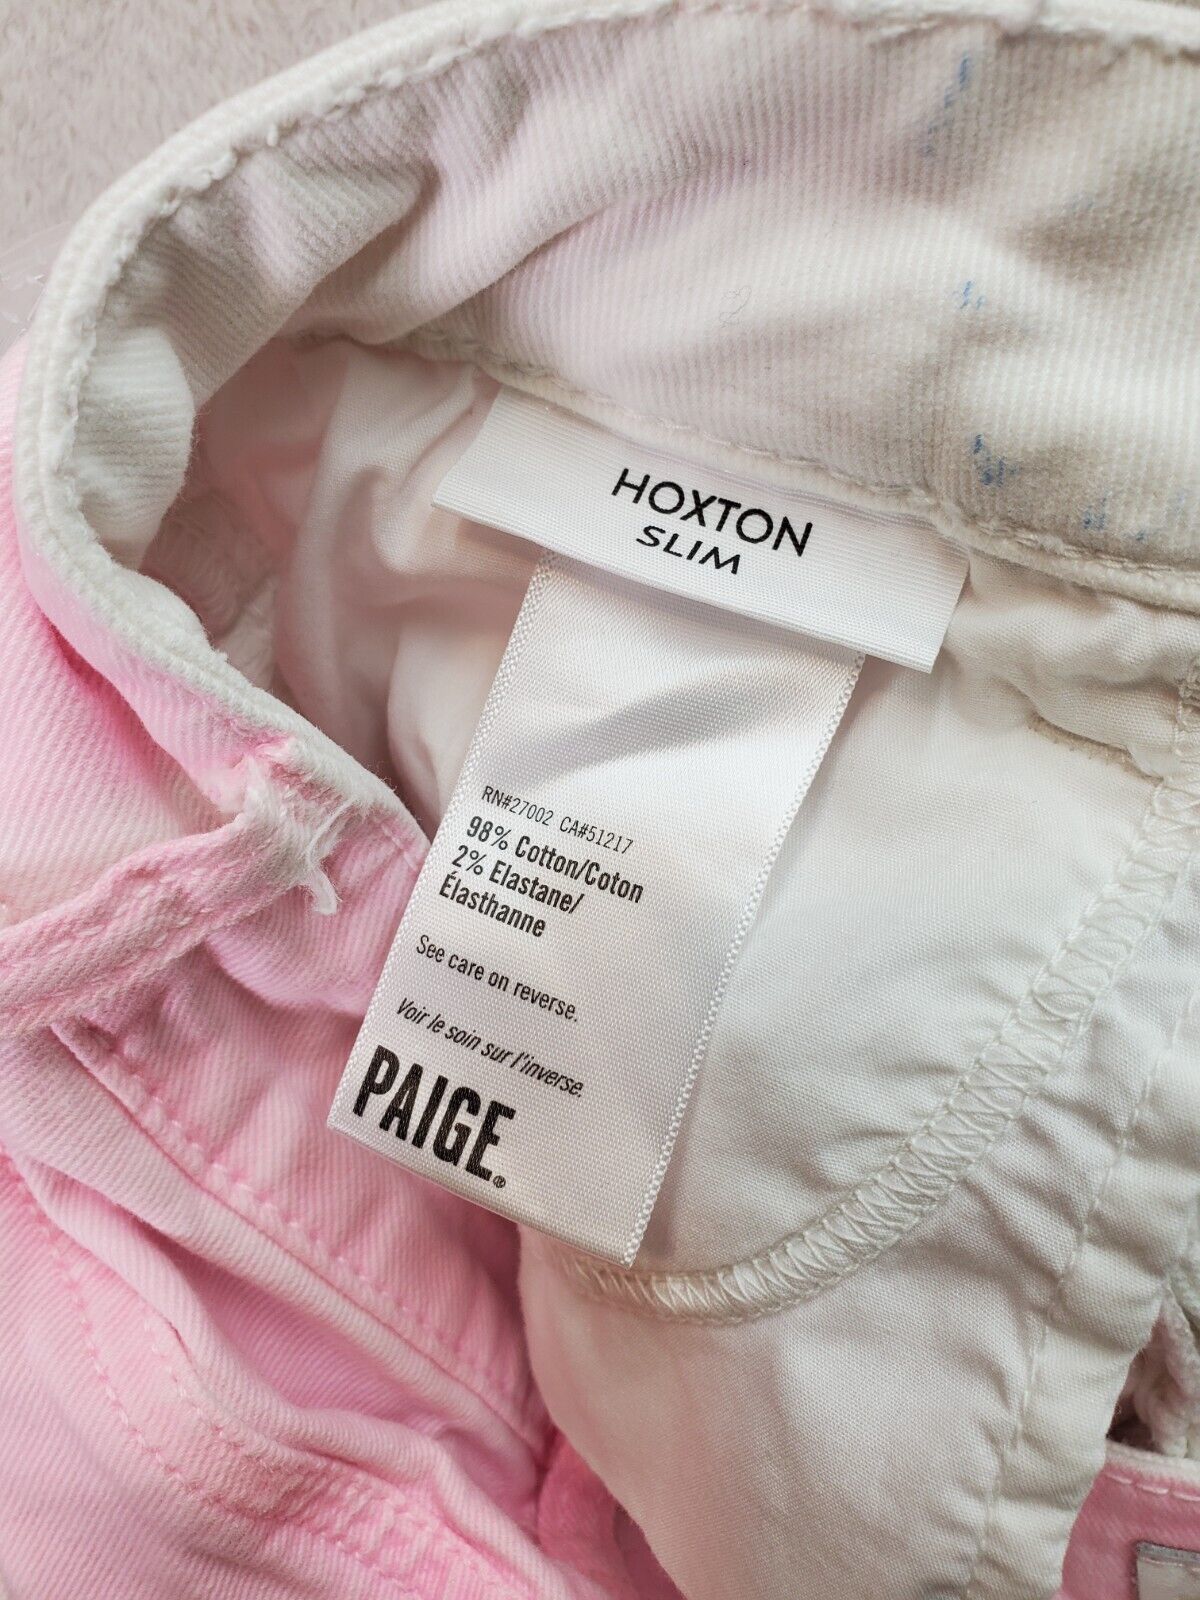 HOXTON
SLIM
RN#27002 CA#51217
98% Cotton/Coton
2% Elastane/
Élasthanne
See care on reverse.
Voir le soin sur l'inverse.
PAIGE®